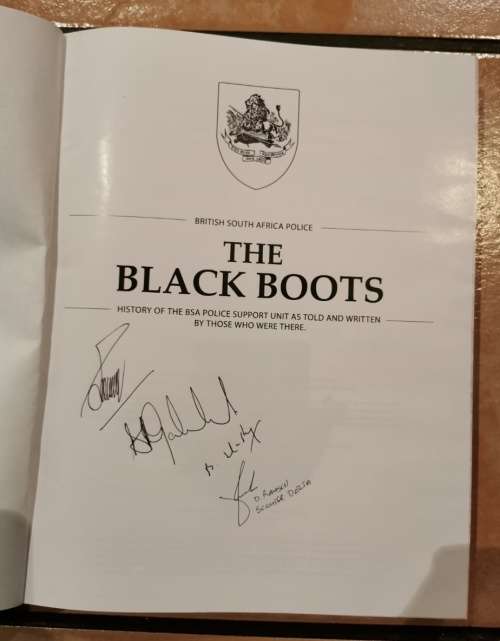 BRITISH SOUTH AFRICA POLICE
THE
BLACK BOOTS
HISTORY OF THE BSA POLICE SUPPORT UNIT AS TOLD AND WRITTEN
BY THOSE WHO WERE THERE.
DELTA